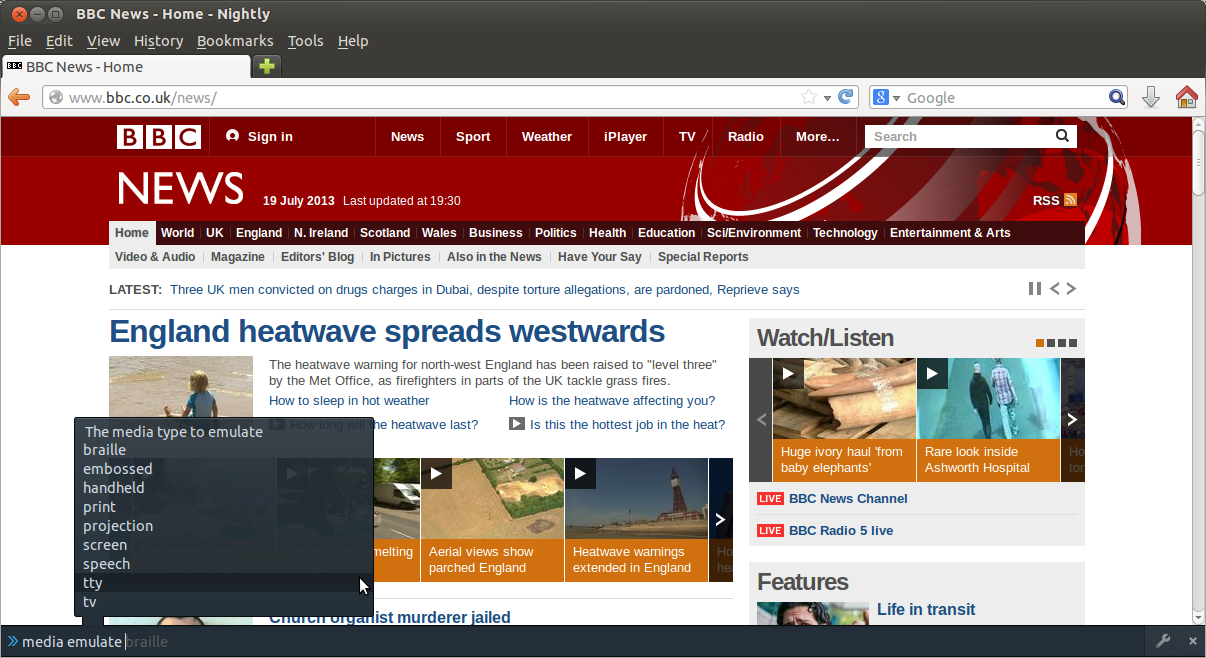 BBC News - Home - Nightly
File Edit View History Bookmarks Tools Help
BBC BBC News - Home
www.bbc.co.uk/news/
8 Google
BBC Sign in News Sport Weather iPlayer TV Radio More... Search
NEWS 19 July 2013 Last updated at 19:30 RSS
Home World UK England N. Ireland Scotland Wales Business Politics Health Education Sci/Environment Technology Entertainment & Arts
Video & Audio Magazine Editors' Blog In Pictures Also in the News Have Your Say Special Reports
LATEST: Three UK men convicted on drugs charges in Dubai, despite torture allegations, are pardoned, Reprieve says
England heatwave spreads westwards
The heatwave warning for north-west England has been raised to "level three"
by the Met Office, as firefighters in parts of the UK tackle grass fires.
How to sleep in hot weather
How is the heatwave affecting you?
How long will the heatwave last?
Is this the hottest job in the heat?
melting
Aerial views show
parched England
Heatwave warnings
extended in England
Ho
he
Church organist murderer jailed
Watch/Listen
Huge ivory haul 'from
baby elephants'
Rare look inside
Ashworth Hospital
Ho
tor
LIVE BBC News Channel
LIVE BBC Radio 5 live
Features
Life in transit
The media type to emulate
braille
embossed
handheld
print
projection
screen
speech
tty
tv
» media emulate braille